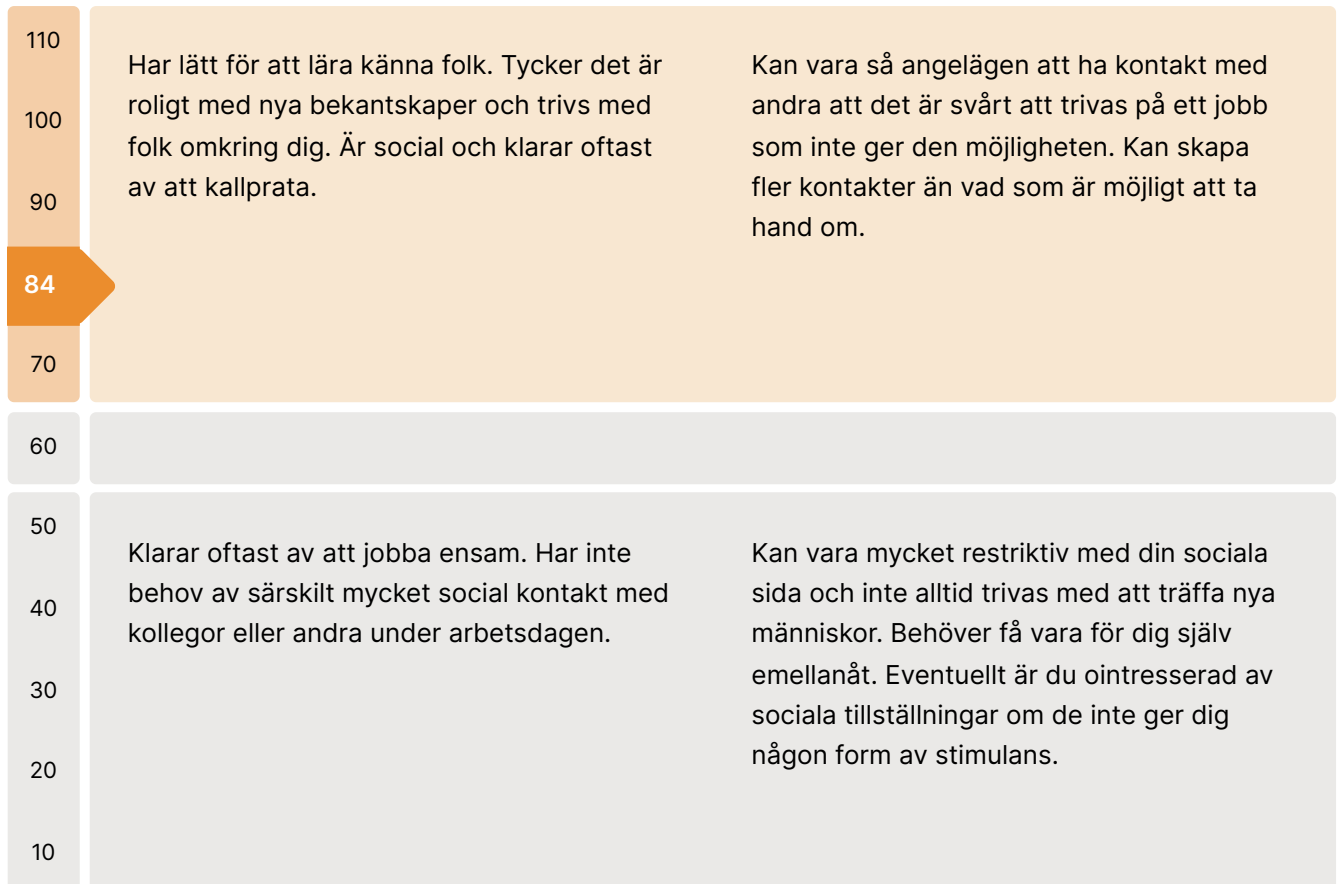 110
100
90
84
70
Har lätt för att lära känna folk. Tycker det är
roligt med nya bekantskaper och trivs med
folk omkring dig. Är social och klarar oftast
av att kallprata.
Kan vara så angelägen att ha kontakt med
andra att det är svårt att trivas på ett jobb
som inte ger den möjligheten. Kan skapa
fler kontakter än vad som är möjligt att ta
hand om.
60
50
40
30
20
10
Klarar oftast av att jobba ensam. Har inte
behov av särskilt mycket social kontakt med
kollegor eller andra under arbetsdagen.
Kan vara mycket restriktiv med din sociala
sida och inte alltid trivas med att träffa nya
människor. Behöver få vara för dig själv
emellanåt. Eventuellt är du ointresserad av
sociala tillställningar om de inte ger dig
någon form av stimulans.